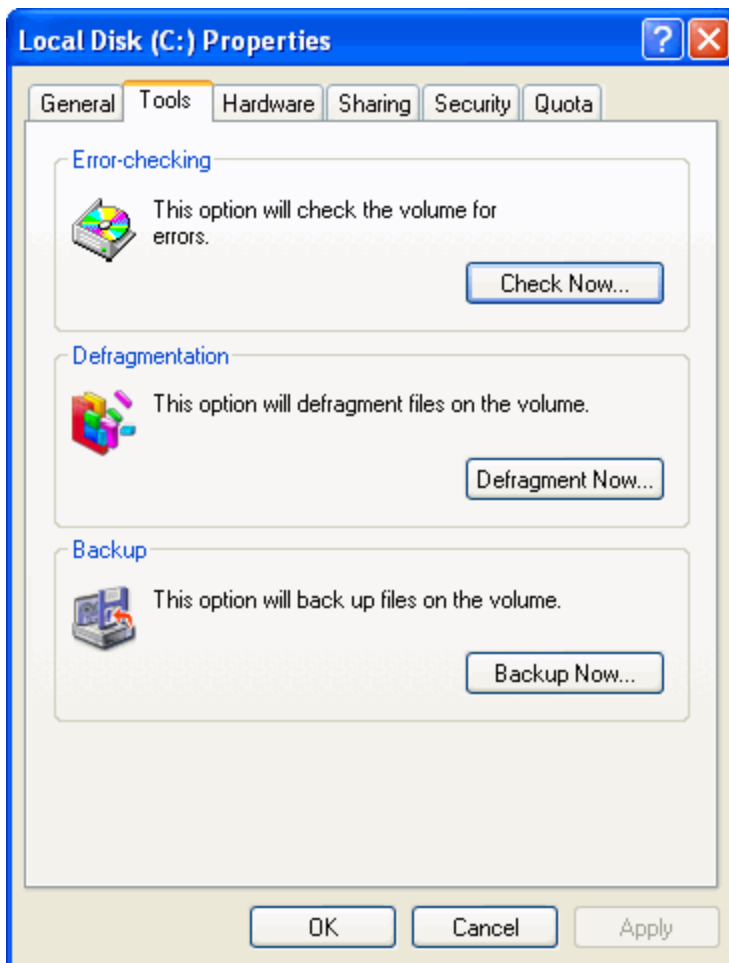 Local Disk (C:) Properties
?
General Tools Hardware Sharing Security Quota
Error-checking
This option will check the volume for
errors.
Check Now...
Defragmentation
This option will defragment files on the volume.
Defragment Now...
Backup
This option will back up files on the volume.
Backup Now...
OK Cancel Apply